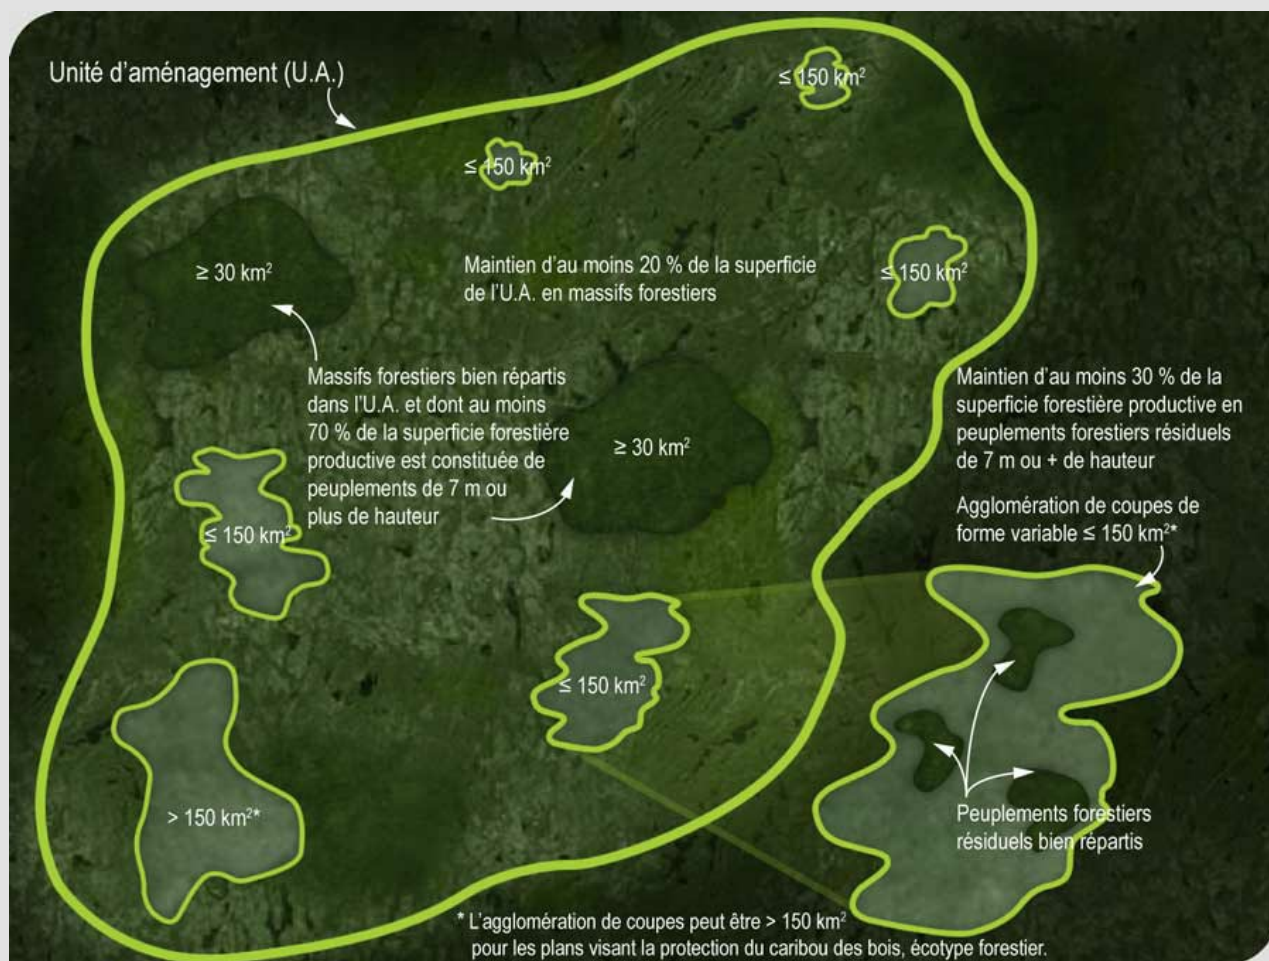 Unité d'aménagement (U.A.)
≤ 150 km²
≤ 150 km²
≥ 30 km²
Maintien d'au moins 20 % de la superficie
de l'U.A. en massifs forestiers
≤ 150 km²
Massifs forestiers bien répartis
dans l'U.A. et dont au moins
70 % de la superficie forestière
productive est constituée de
peuplements de 7 m ou
plus de hauteur
≥ 30 km²
Maintien d'au moins 30 % de la
superficie forestière productive en
peuplements forestiers résiduels
de 7 m ou + de hauteur
Agglomération de coupes de
forme variable ≤ 150 km²*
≤ 150 km²
≤ 150 km²
> 150 km²*
Peuplements forestiers
résiduels bien répartis
* L'agglomération de coupes peut être > 150 km²
pour les plans visant la protection du caribou des bois, écotype forestier.